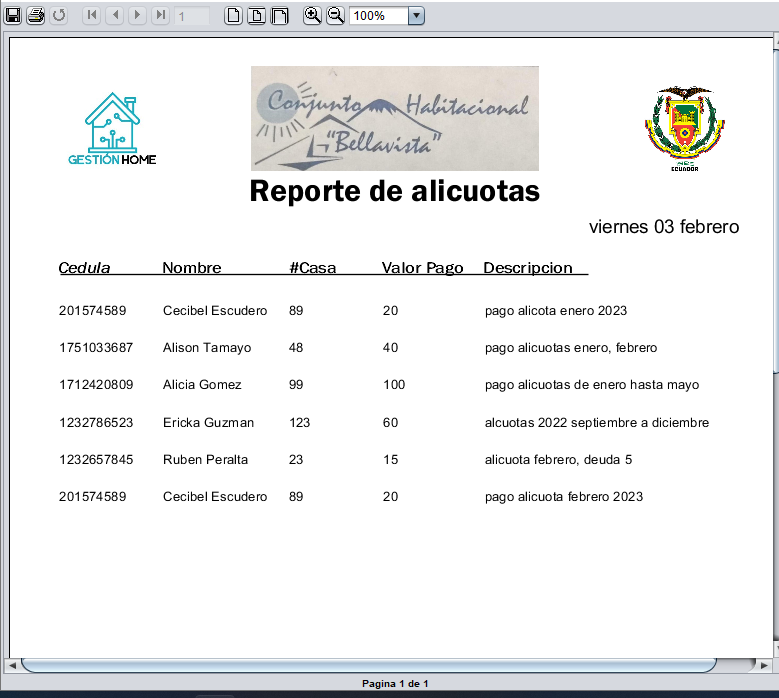 1
100%
Conjunto Habitacional
"Bellavista"
GESTIÓN HOME
ECUADOR
Reporte de alicuotas
viernes 03 febrero
Cedula Nombre #Casa Valor Pago Descripcion
201574589 Cecibel Escudero 89 20 pago alicota enero 2023
1751033687 Alison Tamayo 48 40 pago alicuotas enero, febrero
1712420809 Alicia Gomez 99 100 pago alicuotas de enero hasta mayo
1232786523 Ericka Guzman 123 60 alcuotas 2022 septiembre a diciembre
1232657845 Ruben Peralta 23 15 alicuota febrero, deuda 5
201574589 Cecibel Escudero 89 20 pago alicuota febrero 2023
Pagina 1 de 1